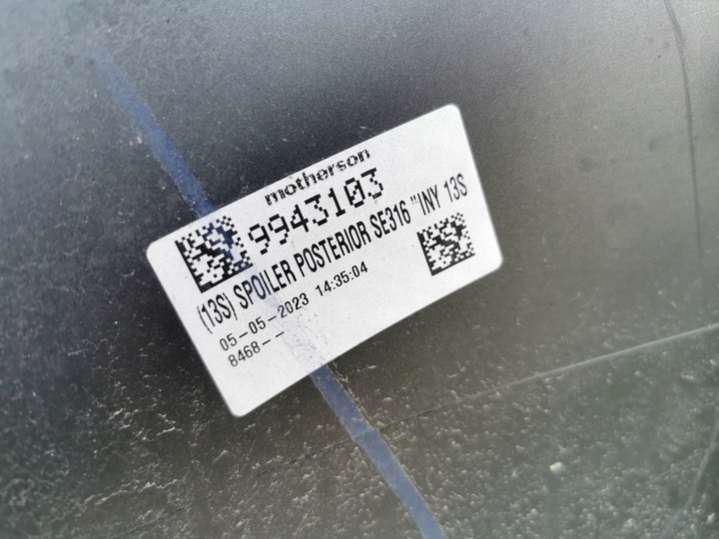 motherson
9943103
(13S) SPOILER POSTERIOR SE316 "INY 13S
05-05-2023 14:35:04
8468--